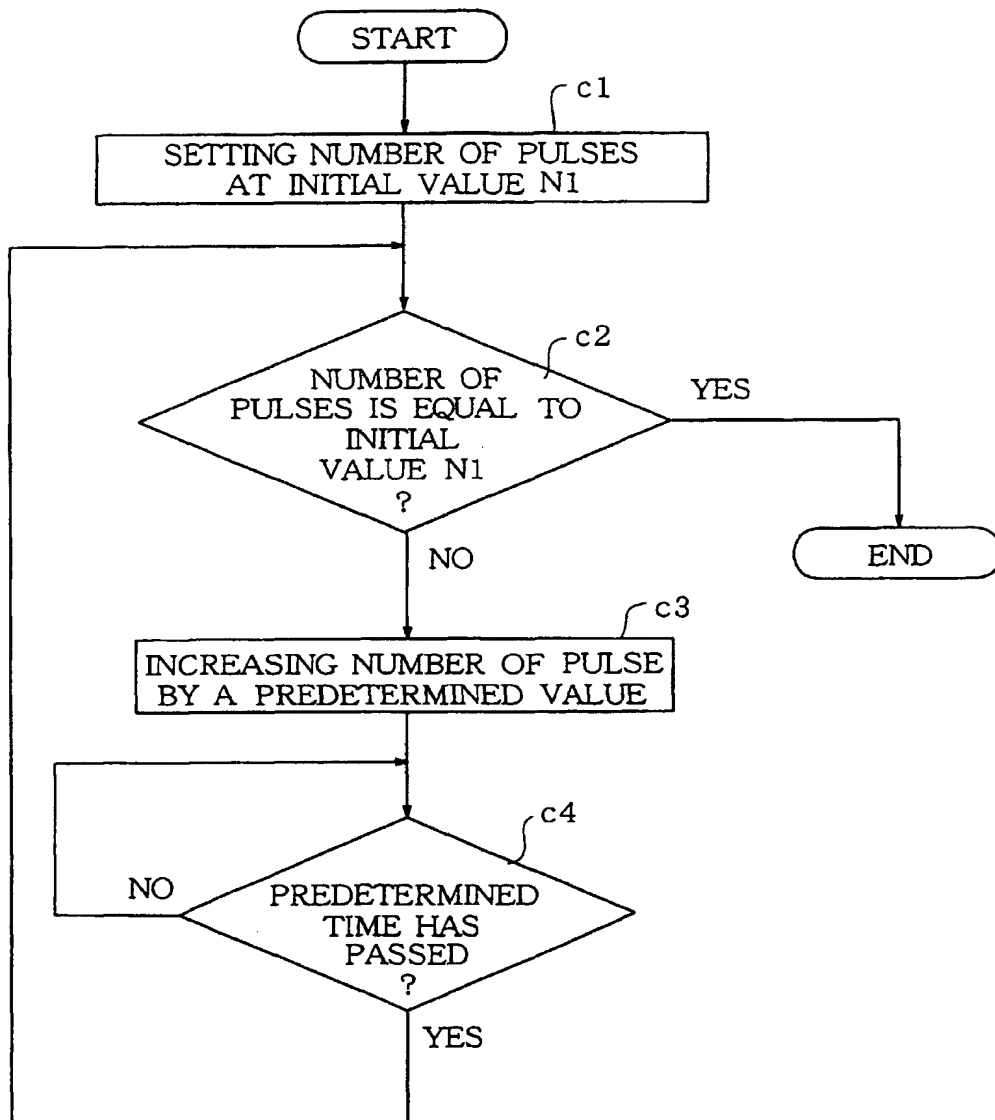 START
c1
SETTING NUMBER OF PULSES
AT INITIAL VALUE N1
c2
NUMBER OF
PULSES IS EQUAL TO
INITIAL
VALUE N1
?
YES
END
NO
c3
INCREASING NUMBER OF PULSE
BY A PREDETERMINED VALUE
c4
NO
PREDETERMINED
TIME HAS
PASSED
?
YES